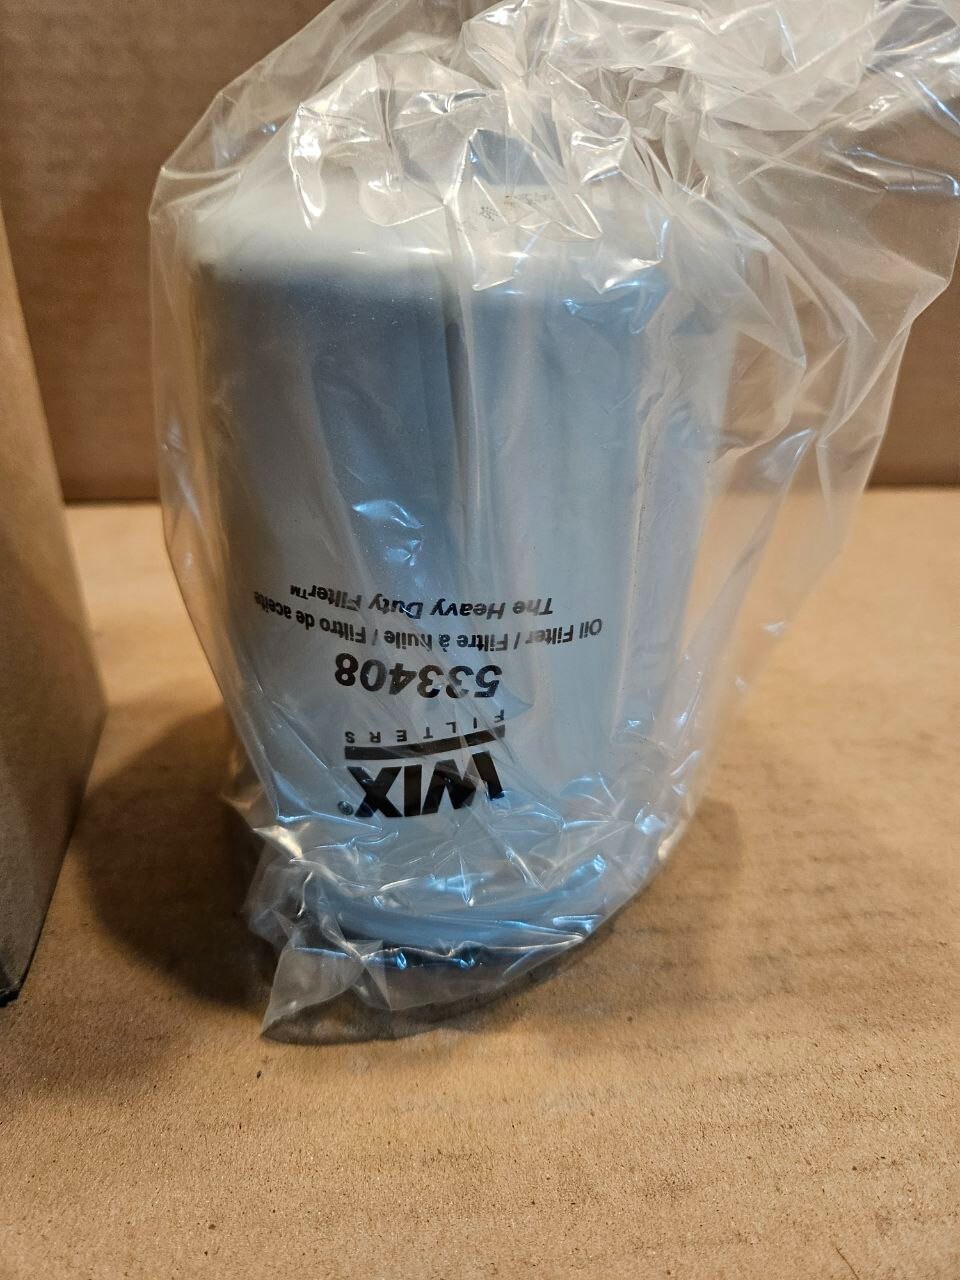 WIX®
FILTERS
533408
Oil Filter / Filtre à huile / Filtro de aceite
The Heavy Duty Filter™